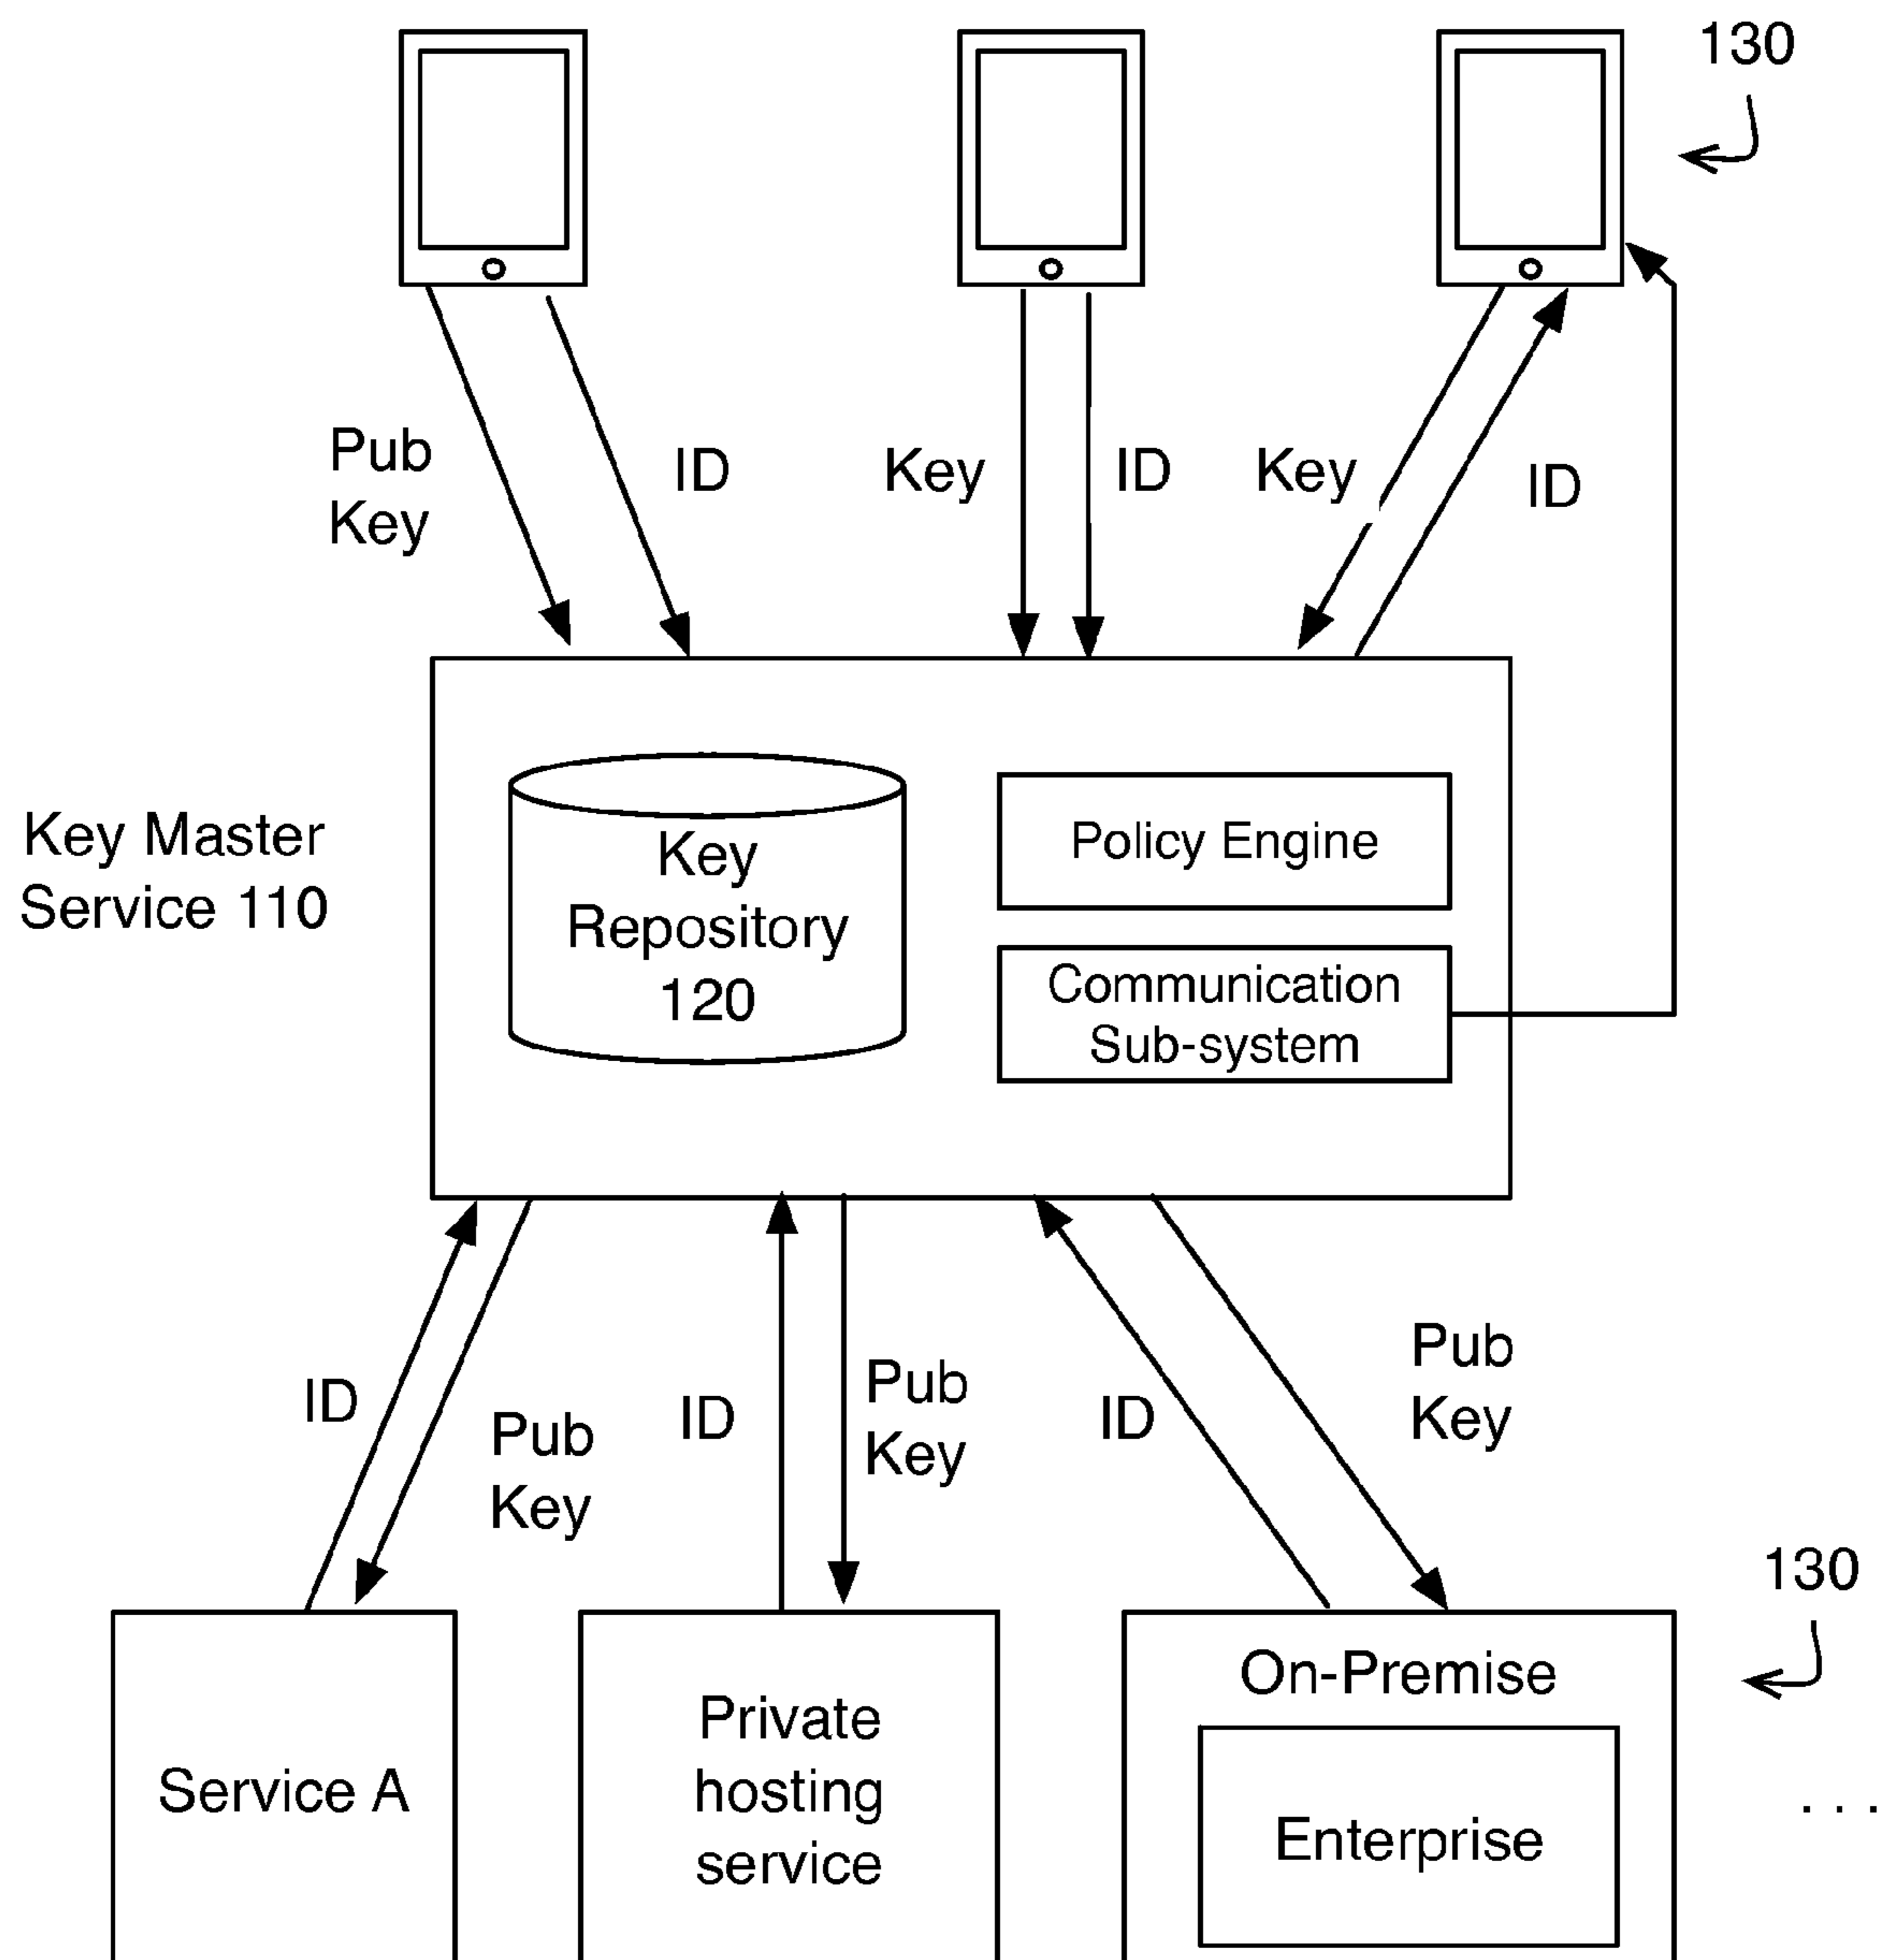 130
Pub
Key
ID
Key
ID
Key
ID
Key Master
Service 110
Key
Repository
120
Policy Engine
Communication
Sub-system
ID
Pub
Key
ID
Pub
Key
ID
Pub
Key
130
Service A
Private
hosting
service
On-Premise
Enterprise
. . .